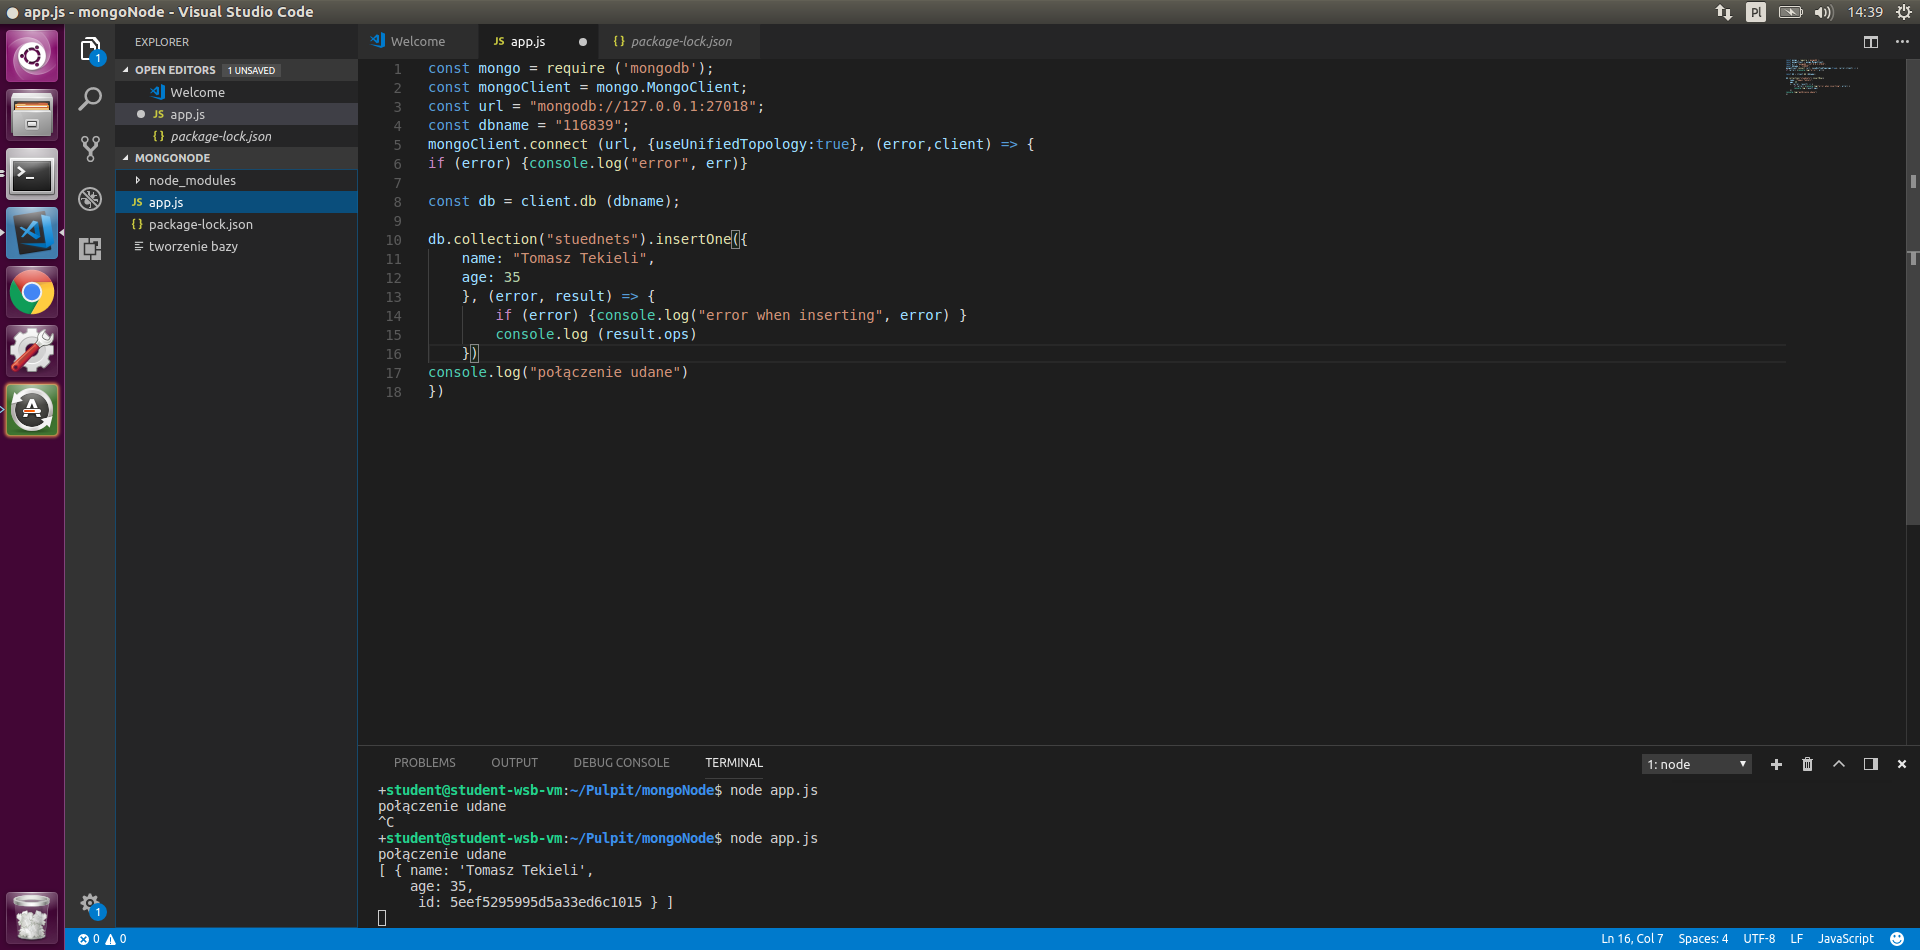 app.js - mongoNode - Visual Studio Code
Pl
14:39
1
EXPLORER
OPEN EDITORS 1 UNSAVED
Welcome
JS app.js
{} package-lock.json
MONGONODE
node_modules
JS app.js
{} package-lock.json
tworzenie bazy
1
Welcome
JS app.js
{} package-lock.json
1 const mongo = require ('mongodb');
2 const mongoClient = mongo.MongoClient;
3 const url = "mongodb://127.0.0.1:27018";
4 const dbname = "116839";
5 mongoClient.connect (url, {useUnifiedTopology:true}, (error,client) => {
6 if (error) {console.log("error", err)}
7
8 const db = client.db (dbname);
9
10 db.collection("stuednets").insertOne({
11 name: "Tomasz Tekieli",
12 age: 35
13 }, (error, result) => {
14 if (error) {console.log("error when inserting", error) }
15 console.log (result.ops)
16 })
17 console.log("połączenie udane")
18 })
PROBLEMS OUTPUT DEBUG CONSOLE TERMINAL
1: node
+student@student-wsb-vm:~/Pulpit/mongoNode$ node app.js
połączenie udane
^C
+student@student-wsb-vm:~/Pulpit/mongoNode$ node app.js
połączenie udane
[ { name: 'Tomasz Tekieli',
age: 35,
id: 5eef5295995d5a33ed6c1015 } ]
0 0
Ln 16, Col 7 Spaces: 4 UTF-8 LF JavaScript